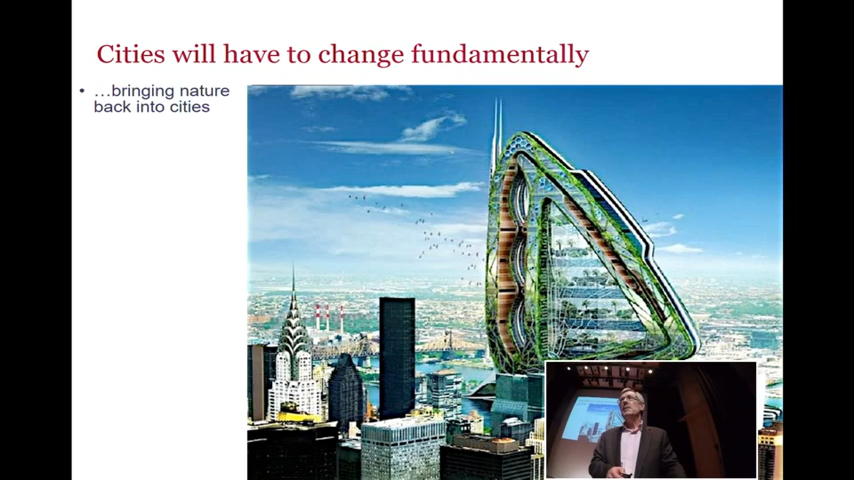 Cities will have to change fundamentally
• …bringing nature
back into cities